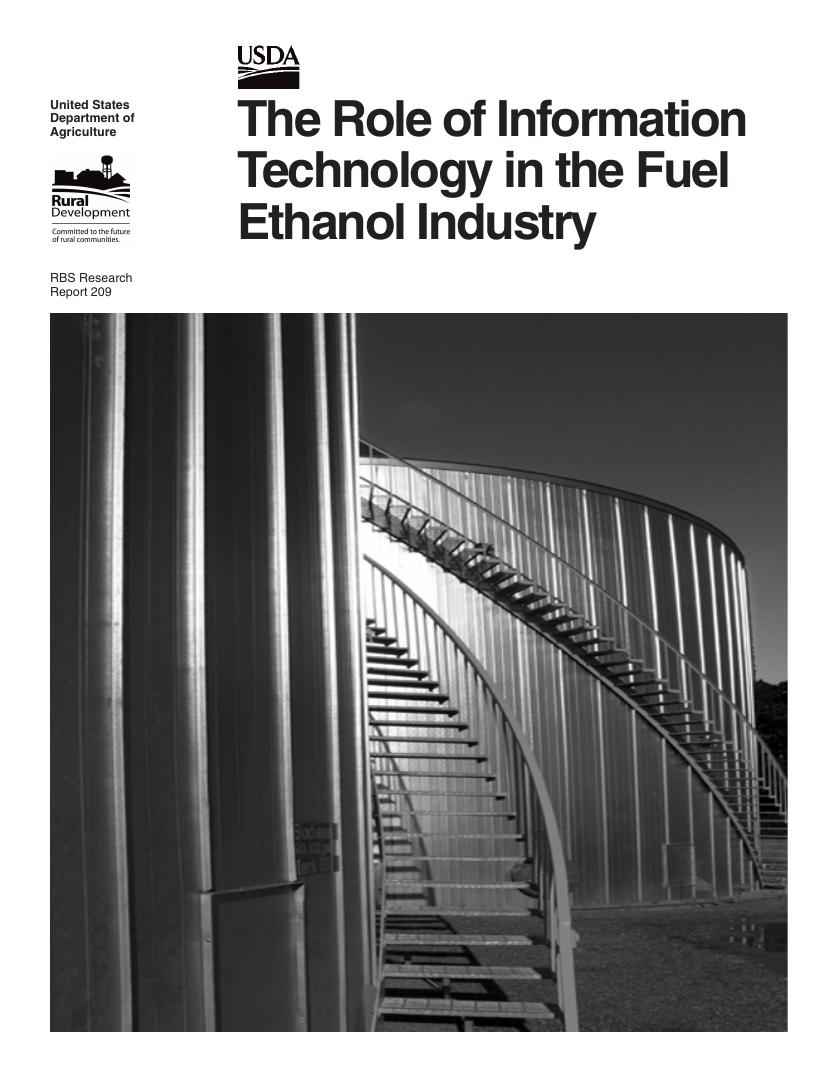 USDA
United States
Department of
Agriculture
Rural
Development
Committed to the future
of rural communities.
RBS Research
Report 209
The Role of Information
Technology in the Fuel
Ethanol Industry